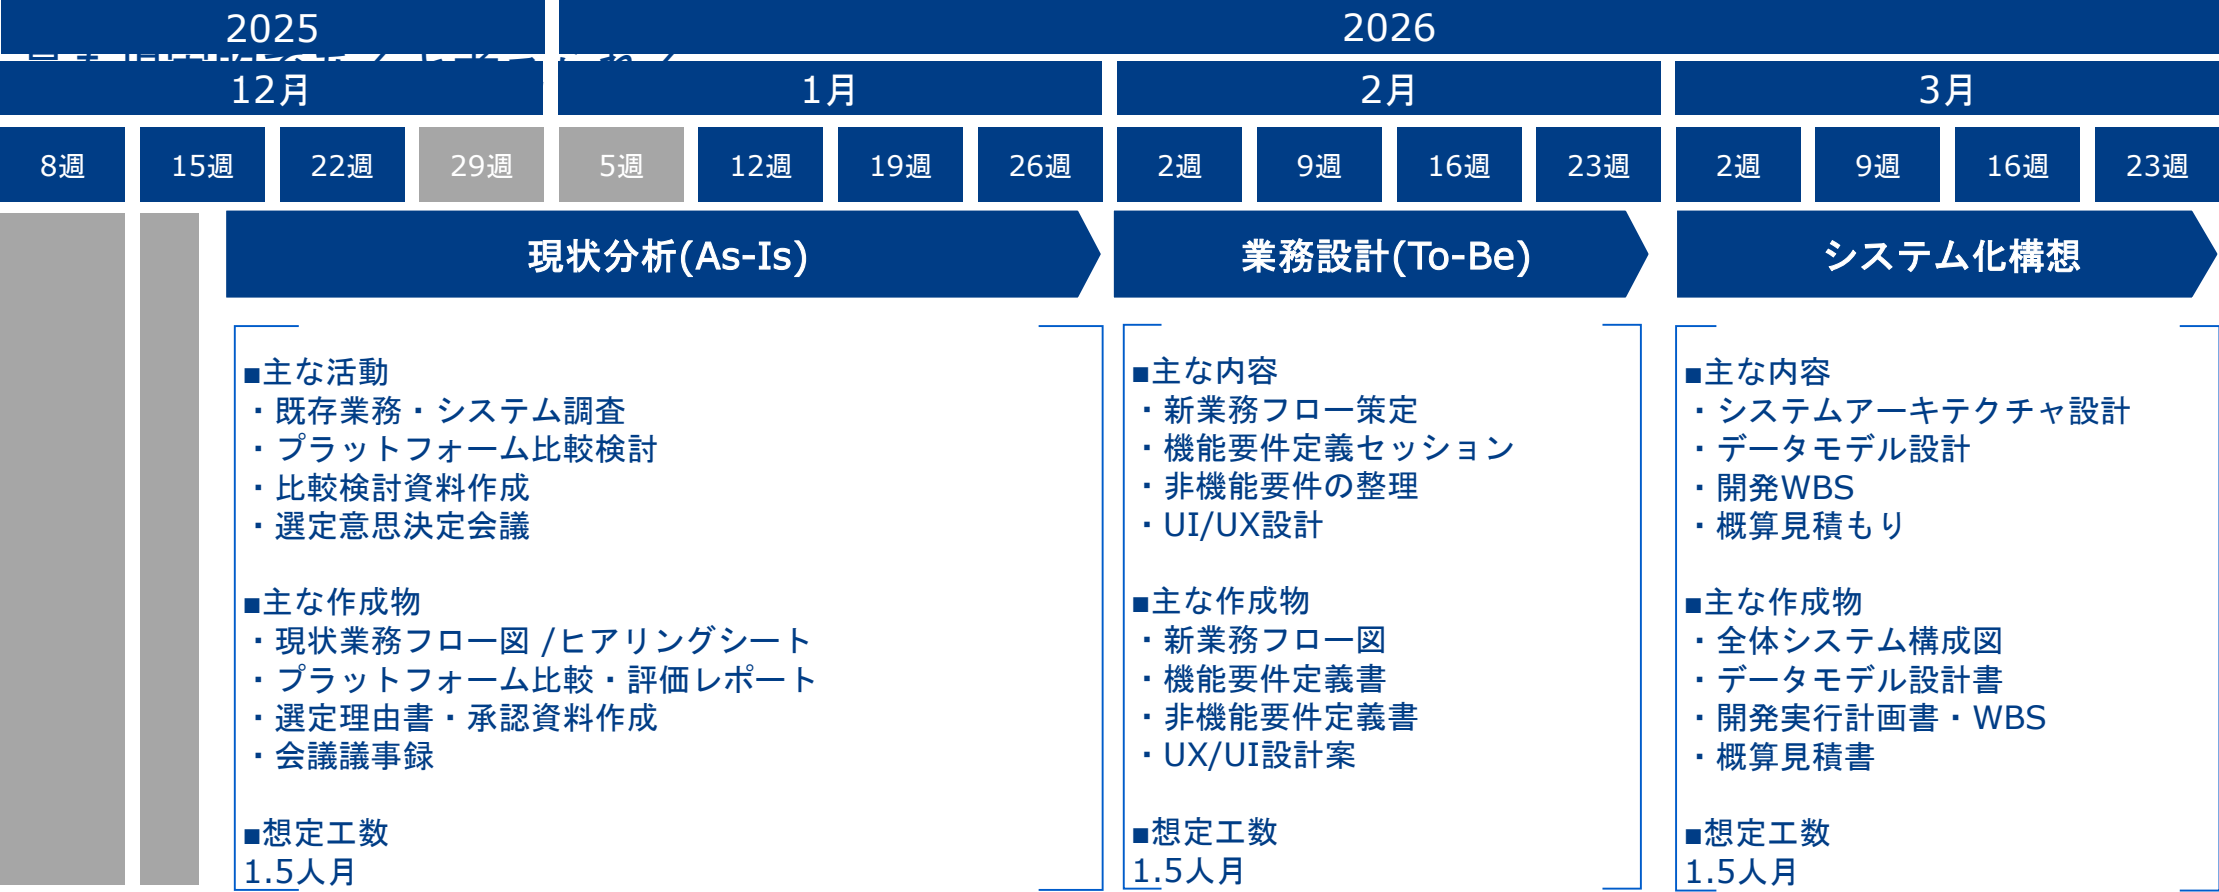 2025
2026
12月
1月
2月
3月
8週
15週
22週
29週
5週
12週
19週
26週
2週
9週
16週
23週
2週
9週
16週
23週
現状分析(As-Is)
業務設計(To-Be)
システム化構想
■主な活動
・既存業務・システム調査
・プラットフォーム比較検討
・比較検討資料作成
・選定意思決定会議
■主な作成物
・現状業務フロー図 /ヒアリングシート
・プラットフォーム比較・評価レポート
・選定理由書・承認資料作成
・会議議事録
■想定工数
1.5人月
■主な内容
・新業務フロー策定
・機能要件定義セッション
・非機能要件の整理
・UI/UX設計
■主な作成物
・新業務フロー図
・機能要件定義書
・非機能要件定義書
・UX/UI設計案
■想定工数
1.5人月
■主な内容
・システムアーキテクチャ設計
・データモデル設計
・開発WBS
・概算見積もり
■主な作成物
・全体システム構成図
・データモデル設計書
・開発実行計画書・WBS
・概算見積書
■想定工数
1.5人月